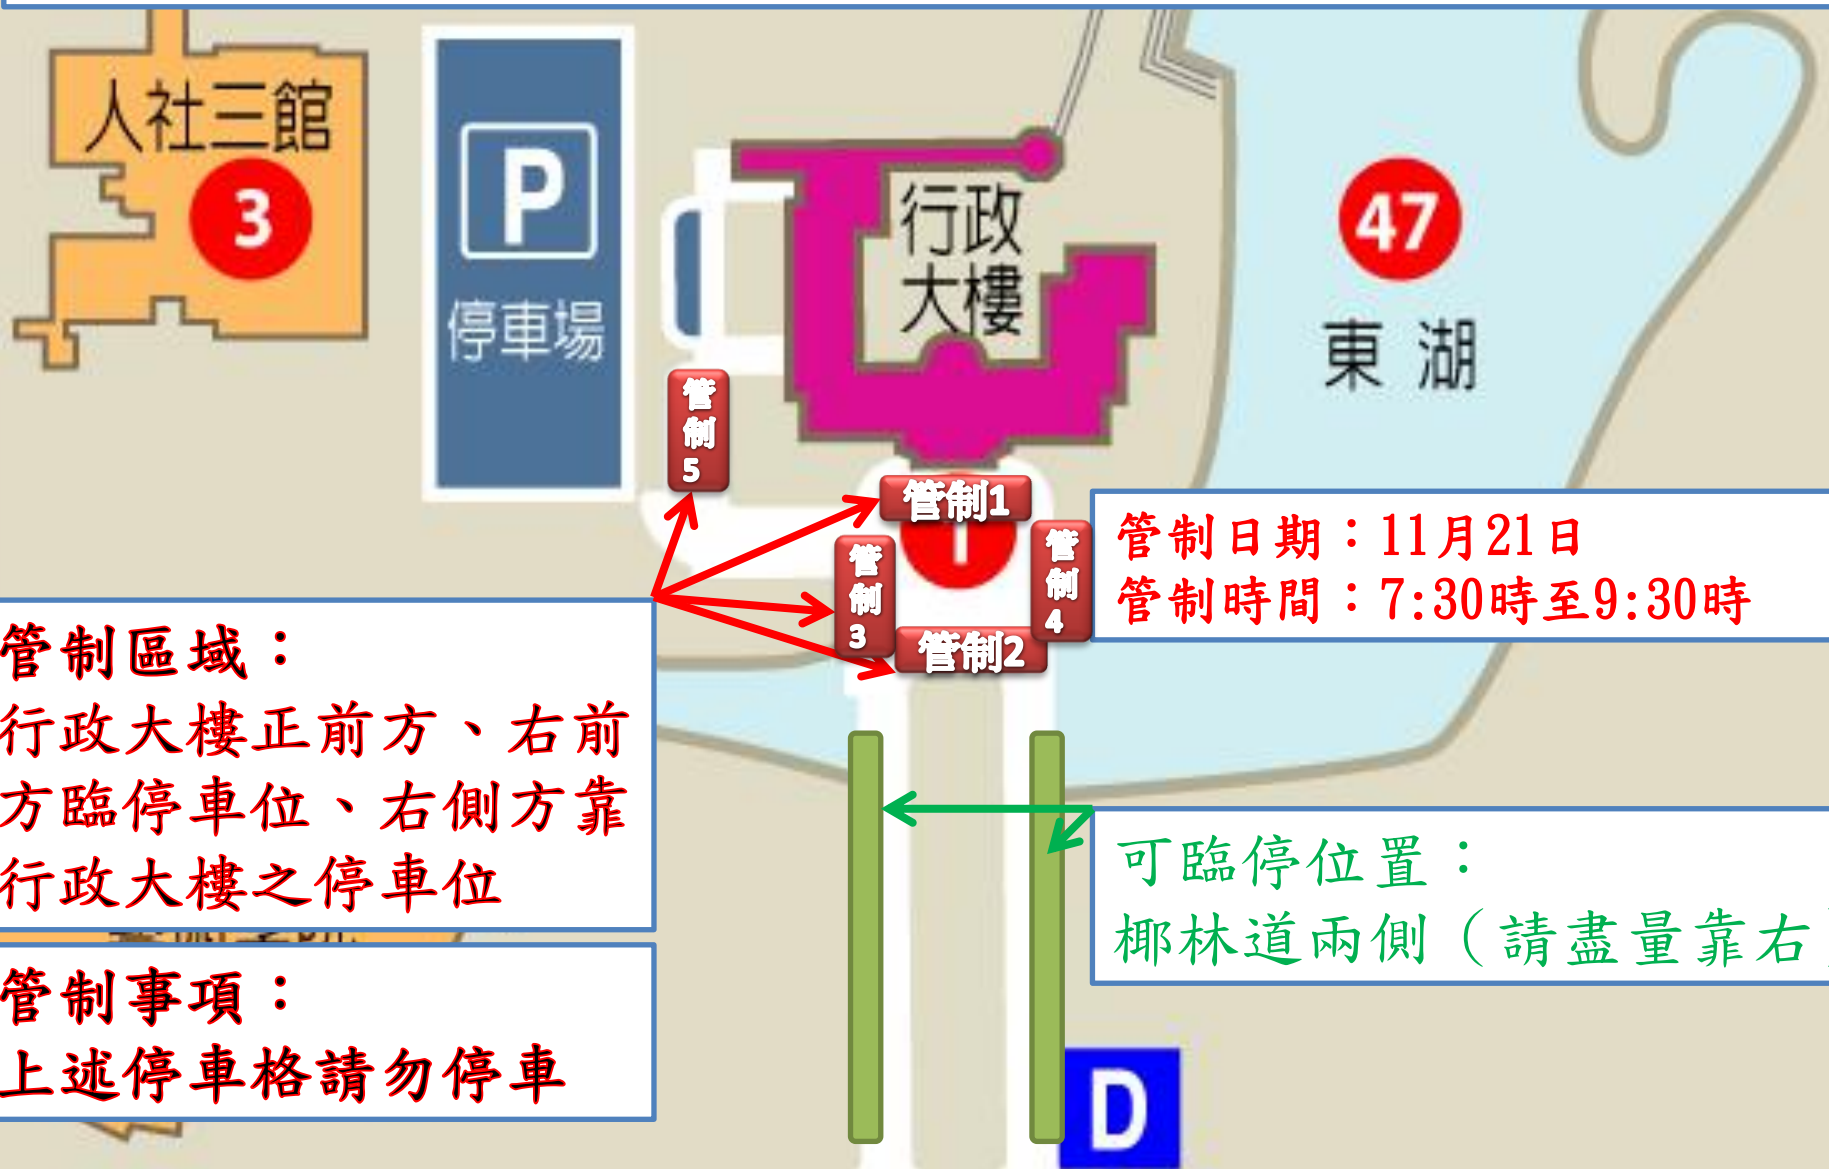 人社三館
3
P
停車場
行政
大樓
47
東 湖
管制5
管制1
1
管制3
管制4
管制2
管制日期：11月21日
管制時間：7:30時至9:30時
管制區域：
行政大樓正前方、右前
方臨停車位、右側方靠
行政大樓之停車位
可臨停位置：
椰林道兩側（請盡量靠右）
管制事項：
上述停車格請勿停車
D